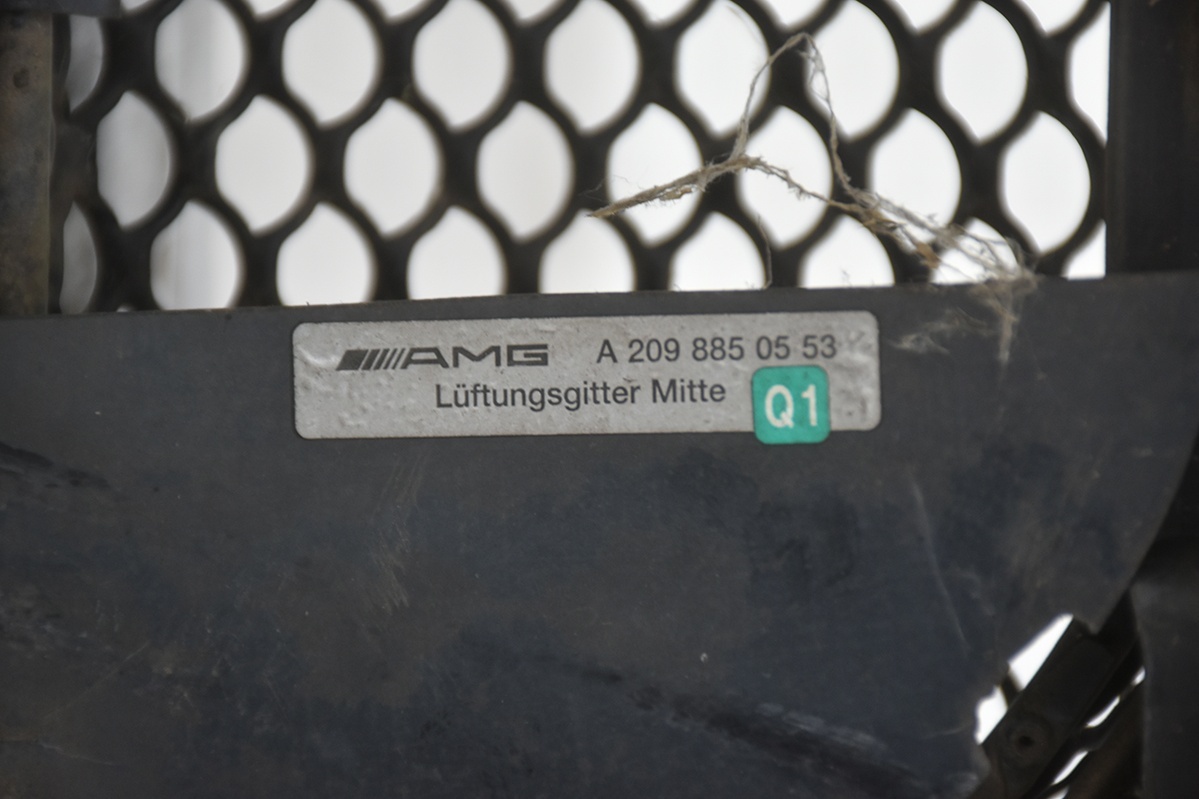 AMG A 209 885 05 53
Lüftungsgitter Mitte
Q1